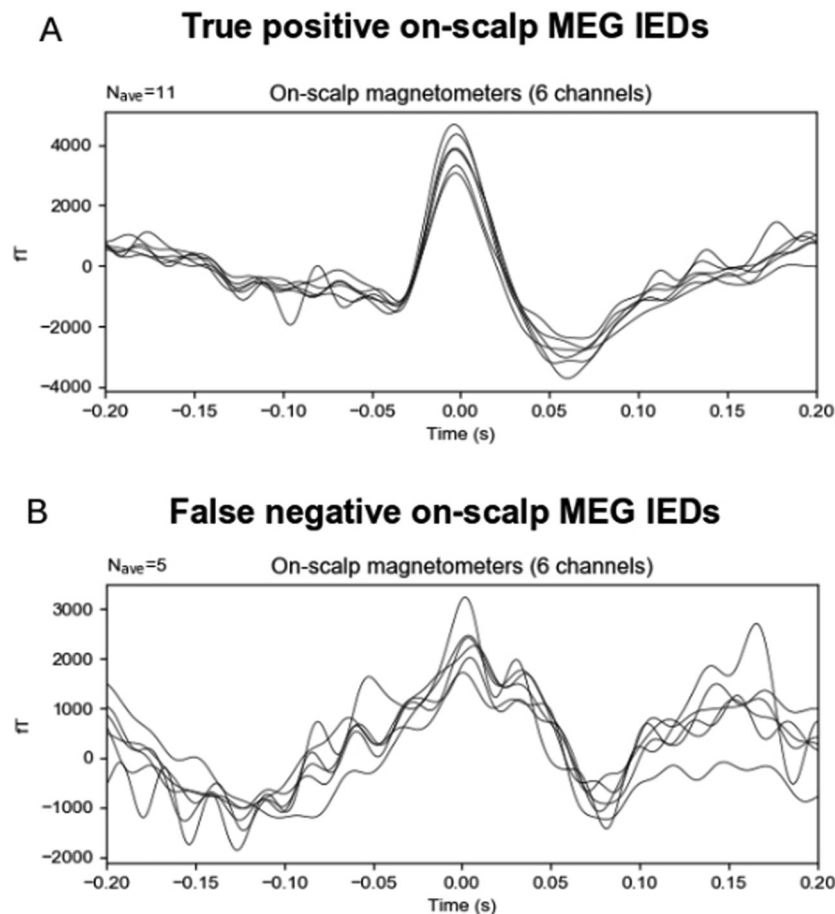 A
True positive on-scalp MEG IEDs
Nave=11
On-scalp magnetometers (6 channels)
4000
2000
0
−2000
−4000
fT
−0.20 −0.15 −0.10 −0.05 0.00 0.05 0.10 0.15 0.20
Time (s)
B
False negative on-scalp MEG IEDs
Nave=5
On-scalp magnetometers (6 channels)
3000
2000
1000
0
−1000
−2000
fT
−0.20 −0.15 −0.10 −0.05 0.00 0.05 0.10 0.15 0.20
Time (s)